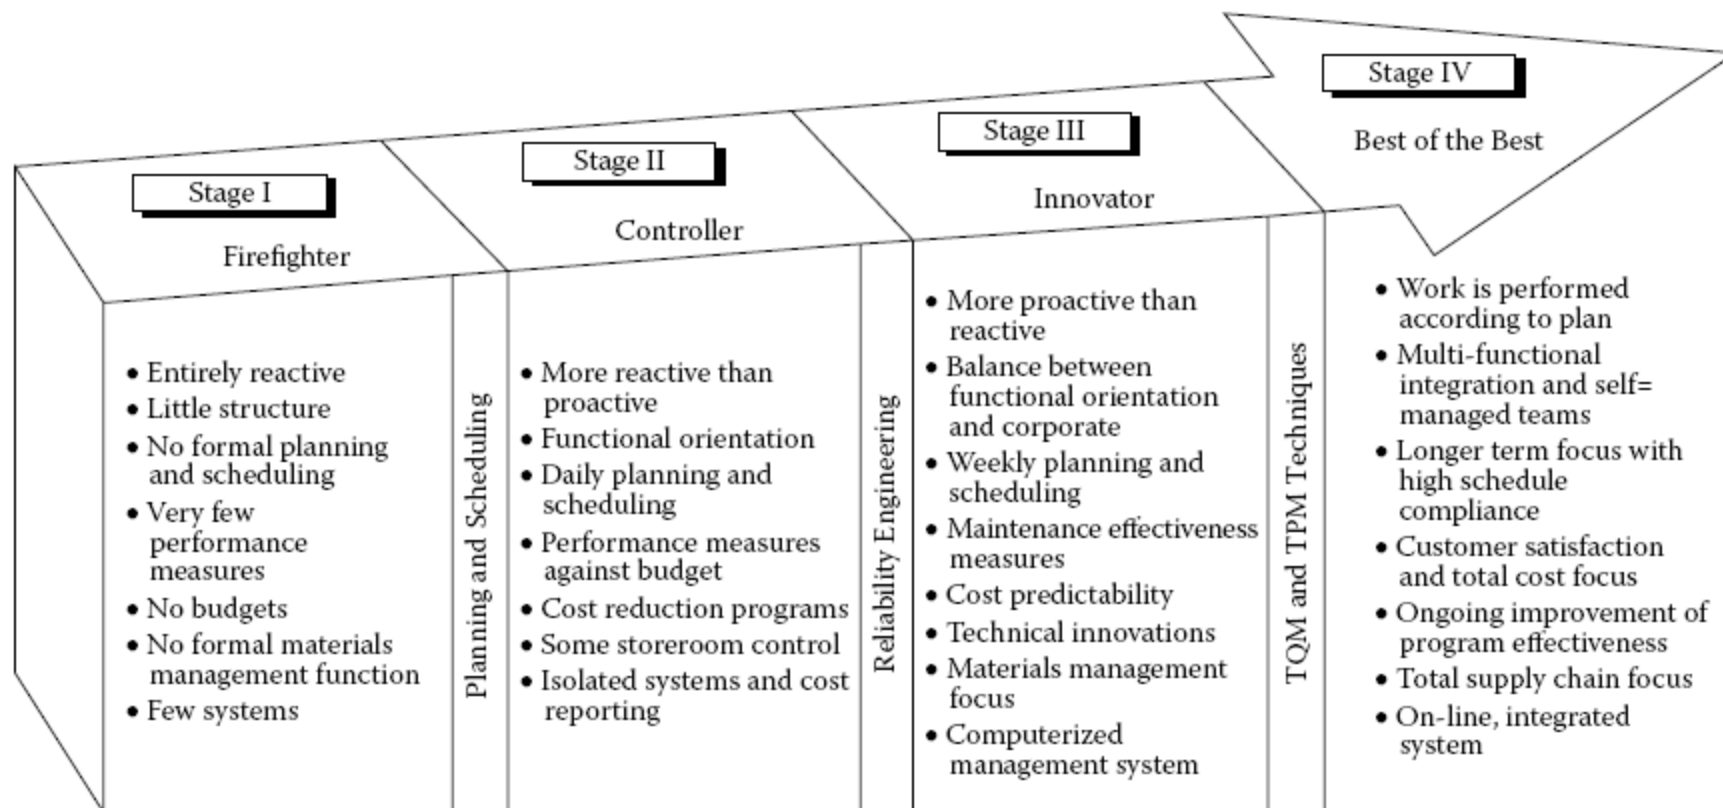 Stage I
Firefighter
• Entirely reactive
• Little structure
• No formal planning
and scheduling
• Very few
performance
measures
• No budgets
• No formal materials
management function
• Few systems
Planning and Scheduling
Stage II
Controller
• More reactive than
proactive
• Functional orientation
• Daily planning and
scheduling
• Performance measures
against budget
• Cost reduction programs
• Some storeroom control
• Isolated systems and cost
reporting
Reliability Engineering
Stage III
Innovator
• More proactive than
reactive
• Balance between
functional orientation
and corporate
• Weekly planning and
scheduling
• Maintenance effectiveness
measures
• Cost predictability
• Technical innovations
• Materials management
focus
• Computerized
management system
TQM and TPM Techniques
Stage IV
Best of the Best
• Work is performed
according to plan
• Multi-functional
integration and self=
managed teams
• Longer term focus with
high schedule
compliance
• Customer satisfaction
and total cost focus
• Ongoing improvement of
program effectiveness
• Total supply chain focus
• On-line, integrated
system